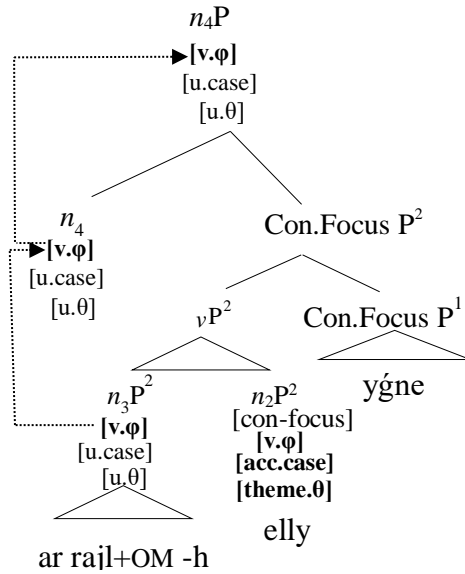 n₄P
[v.φ]
[u.case]
[u.θ]
n₄
[v.φ]
[u.case]
[u.θ]
Con.Focus P²
vP²
Con.Focus P¹
yǵne
n₃P²
[v.φ]
[u.case]
[u.θ]
n₂P²
[con-focus]
[v.φ]
[acc.case]
[theme.θ]
elly
ar rajl+OM -h